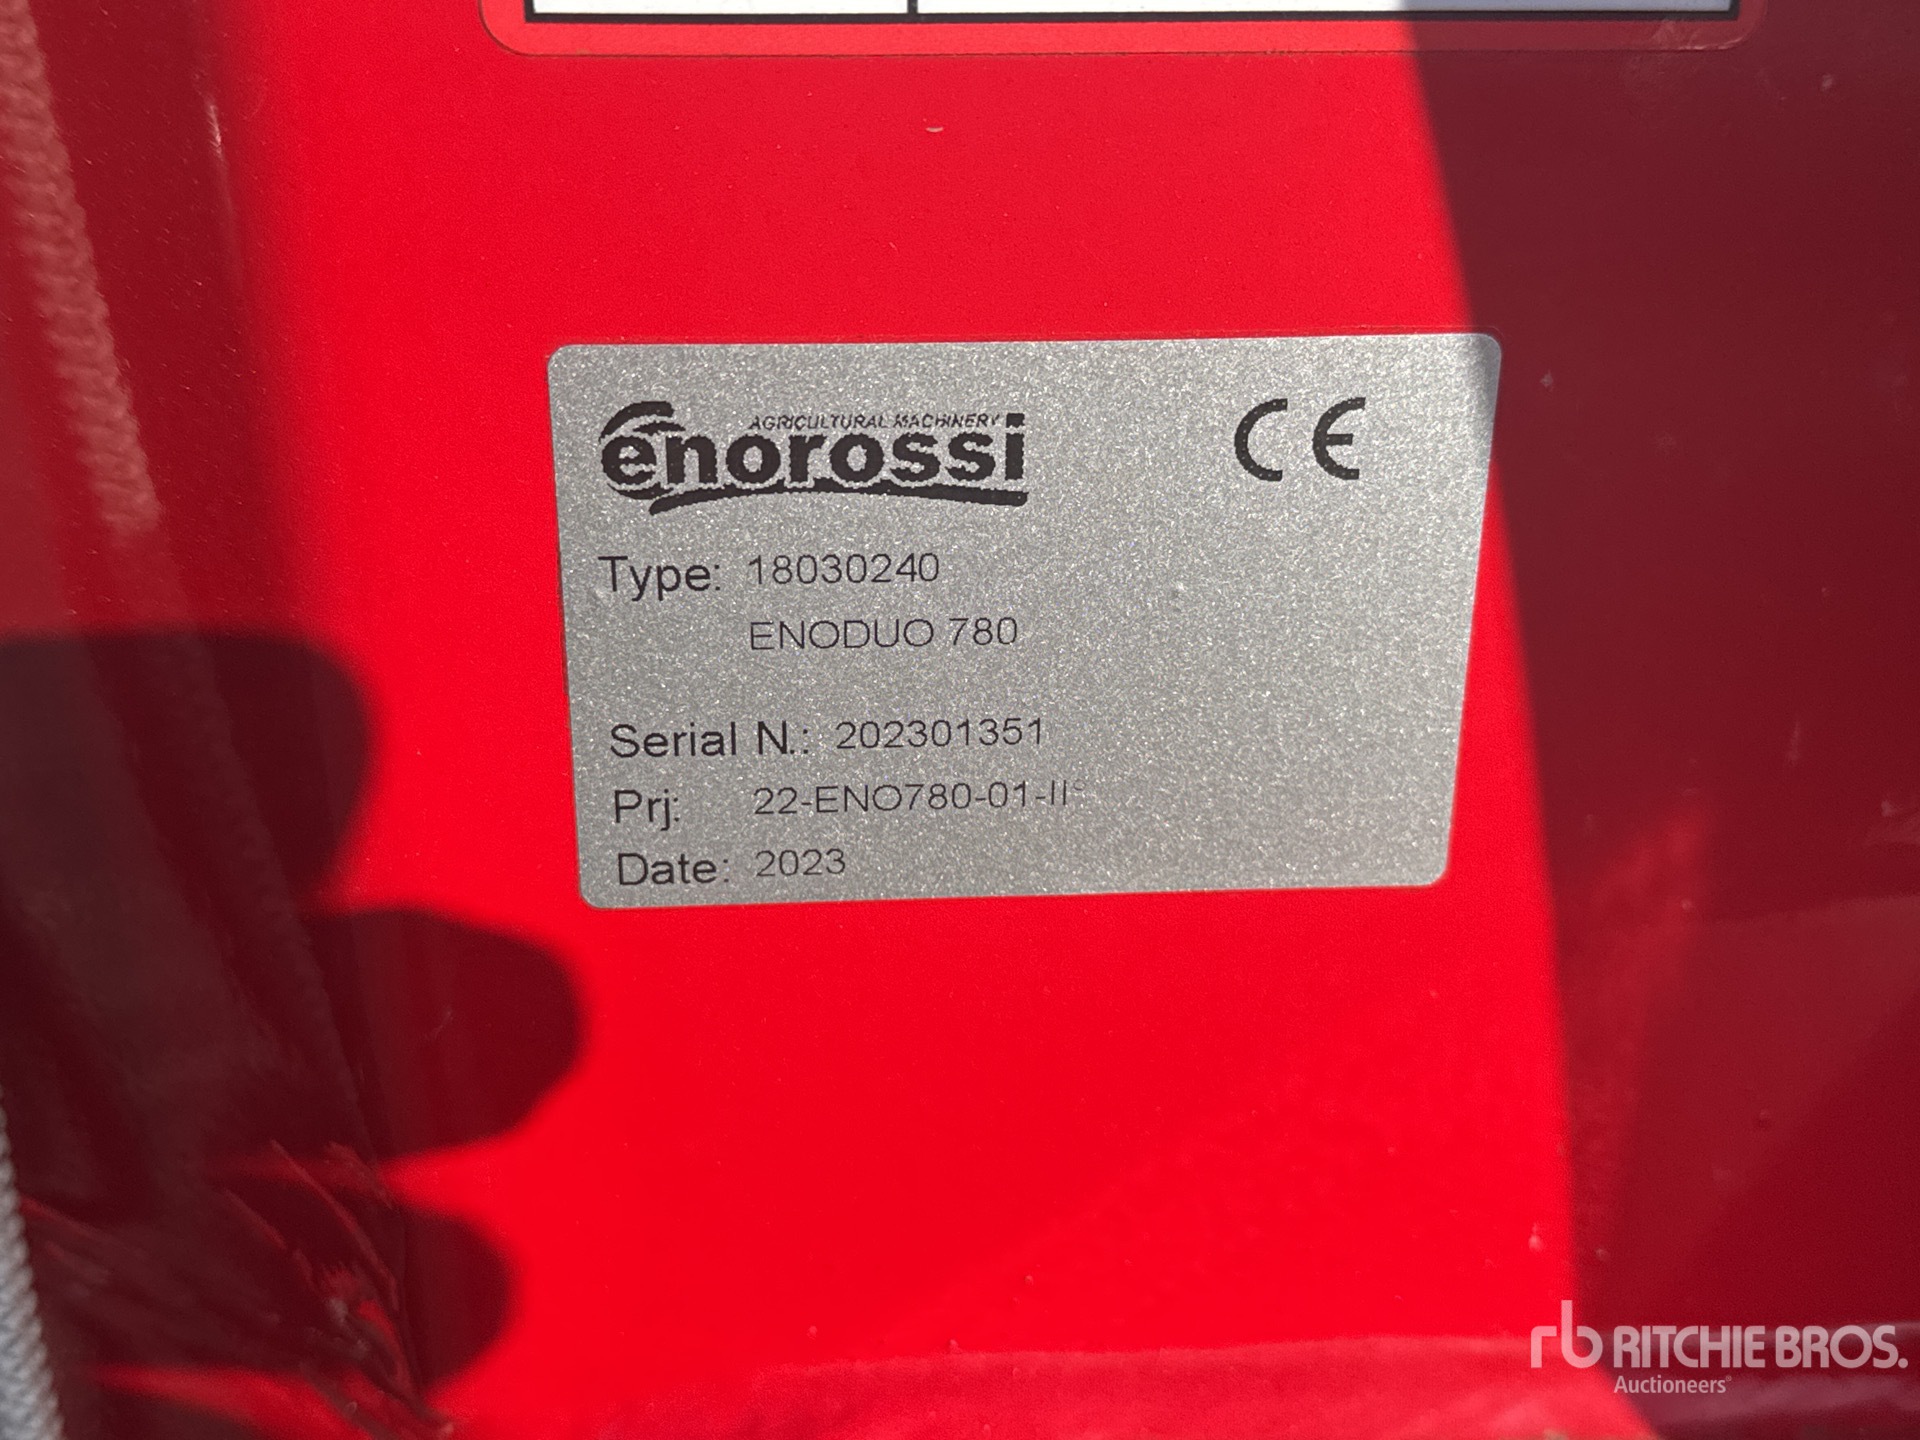 AGRICULTURAL MACHINERY
enorossi
CE
Type: 18030240
ENODUO 780
Serial N.: 202301351
Prj: 22-ENO780-01-II°
Date: 2023
rb RITCHIE BROS.
Auctioneers®